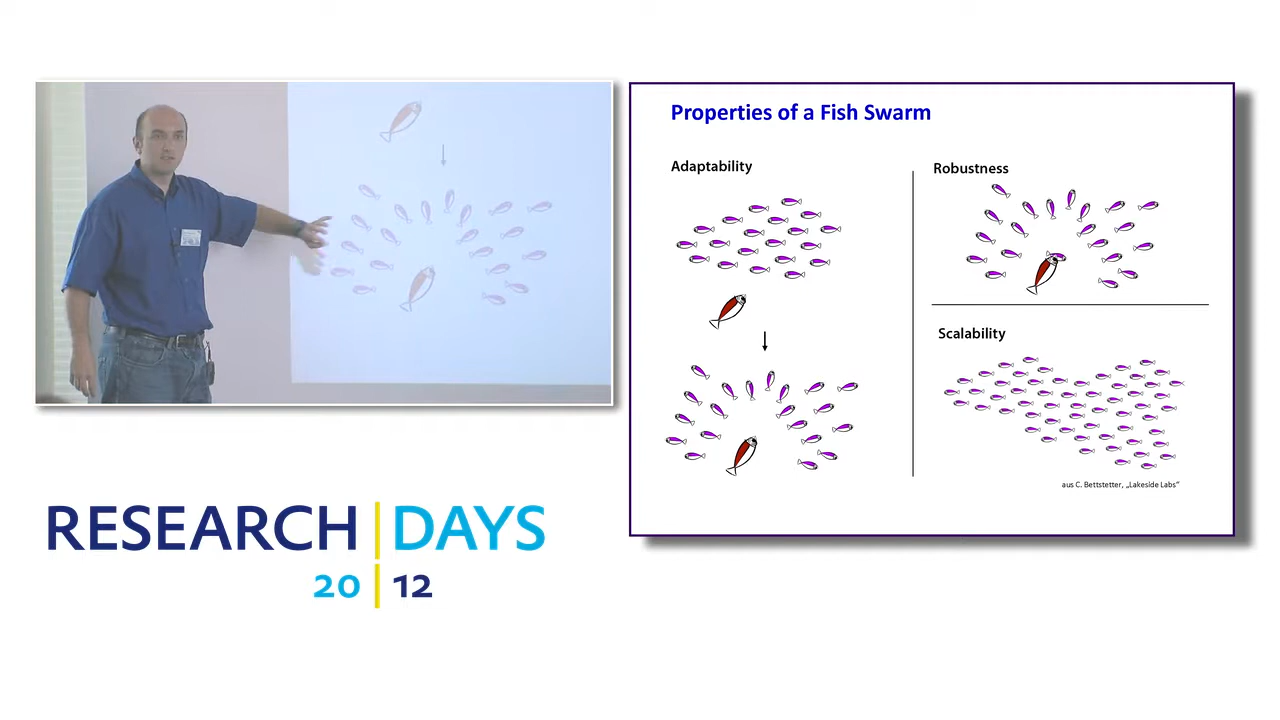 Properties of a Fish Swarm
Adaptability
Robustness
Scalability
aus C. Bettstetter, „Lakeside Labs“
RESEARCH DAYS
20 12